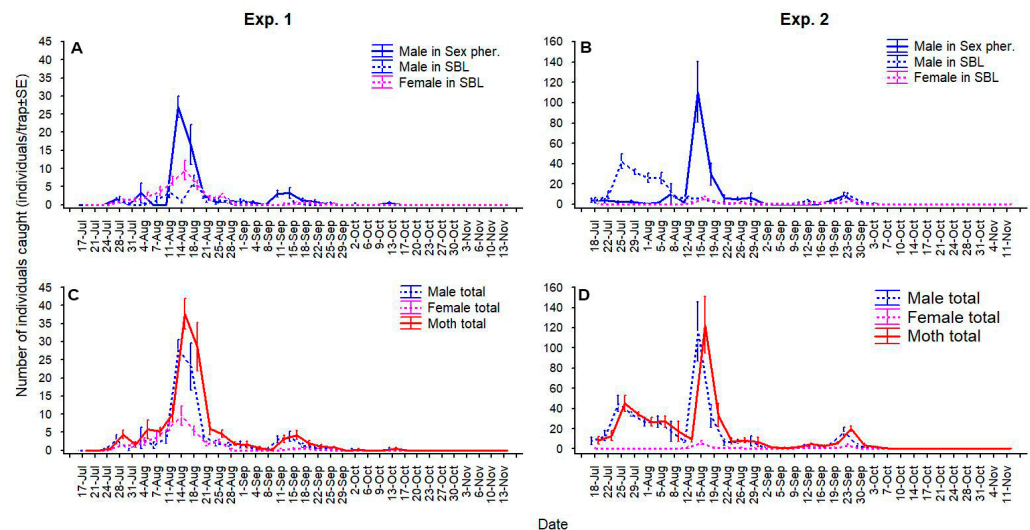 Exp. 1
Exp. 2
Number of individuals caught (individuals/trap±SE)
A
45
40
35
30
25
20
15
10
5
0
Male in Sex pher.
Male in SBL
Female in SBL
17-Jul
21-Jul
24-Jul
28-Jul
31-Jul
4-Aug
7-Aug
11-Aug
14-Aug
18-Aug
21-Aug
25-Aug
28-Aug
1-Sep
4-Sep
8-Sep
11-Sep
15-Sep
18-Sep
22-Sep
25-Sep
29-Sep
2-Oct
6-Oct
9-Oct
13-Oct
16-Oct
20-Oct
23-Oct
27-Oct
30-Oct
3-Nov
6-Nov
10-Nov
13-Nov
B
160
140
120
100
80
60
40
20
0
Male in Sex pher.
Male in SBL
Female in SBL
18-Jul
22-Jul
25-Jul
29-Jul
1-Aug
5-Aug
8-Aug
12-Aug
15-Aug
19-Aug
22-Aug
26-Aug
29-Aug
2-Sep
5-Sep
9-Sep
12-Sep
16-Sep
19-Sep
23-Sep
30-Sep
3-Oct
7-Oct
10-Oct
14-Oct
17-Oct
21-Oct
24-Oct
28-Oct
31-Oct
4-Nov
11-Nov
C
45
40
35
30
25
20
15
10
5
0
Male total
Female total
Moth total
17-Jul
21-Jul
24-Jul
28-Jul
31-Jul
4-Aug
7-Aug
11-Aug
14-Aug
18-Aug
21-Aug
25-Aug
28-Aug
1-Sep
4-Sep
8-Sep
11-Sep
15-Sep
18-Sep
22-Sep
25-Sep
29-Sep
2-Oct
6-Oct
9-Oct
13-Oct
16-Oct
20-Oct
23-Oct
27-Oct
30-Oct
3-Nov
6-Nov
10-Nov
13-Nov
D
160
140
120
100
80
60
40
20
0
Male total
Female total
Moth total
18-Jul
22-Jul
25-Jul
29-Jul
1-Aug
5-Aug
8-Aug
12-Aug
15-Aug
19-Aug
22-Aug
26-Aug
29-Aug
2-Sep
5-Sep
9-Sep
12-Sep
16-Sep
19-Sep
23-Sep
30-Sep
3-Oct
7-Oct
10-Oct
14-Oct
17-Oct
21-Oct
24-Oct
28-Oct
31-Oct
4-Nov
11-Nov
Date